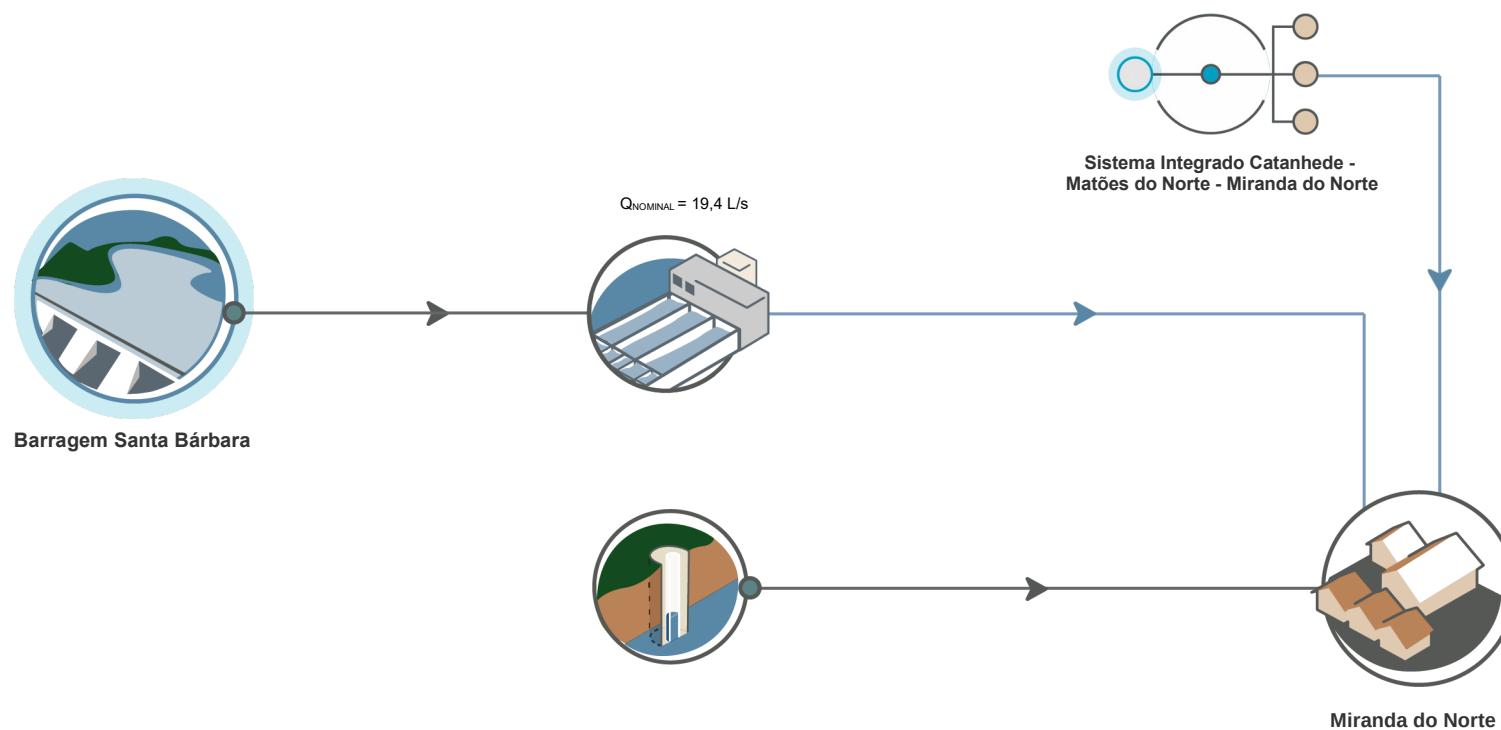 Sistema Integrado Catanhede -
Matões do Norte - Miranda do Norte
QNOMINAL = 19,4 L/s
Barragem Santa Bárbara
Miranda do Norte